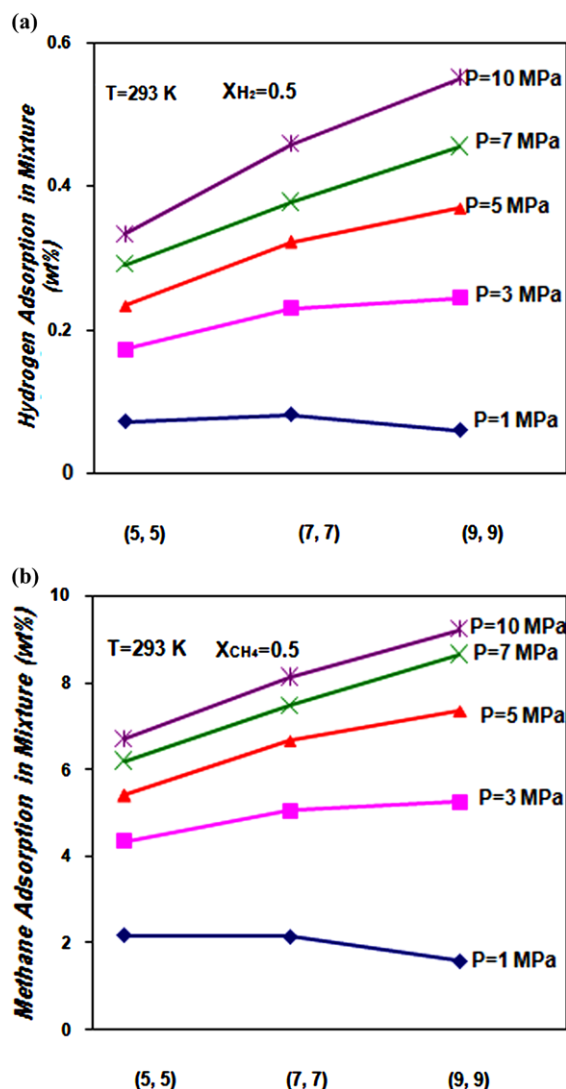 (a)
0.6
T=293 K XH₂=0.5
P=10 MPa
P=7 MPa
0.4
P=5 MPa
P=3 MPa
0.2
P=1 MPa
0
Hydrogen Adsorption in Mixture
(wt%)
(5, 5) (7, 7) (9, 9)
(b)
10
T=293 K XCH₄=0.5
P=10 MPa
P=7 MPa
8
P=5 MPa
6
P=3 MPa
4
2
P=1 MPa
0
Methane Adsorption in Mixture (wt%)
(5, 5) (7, 7) (9, 9)